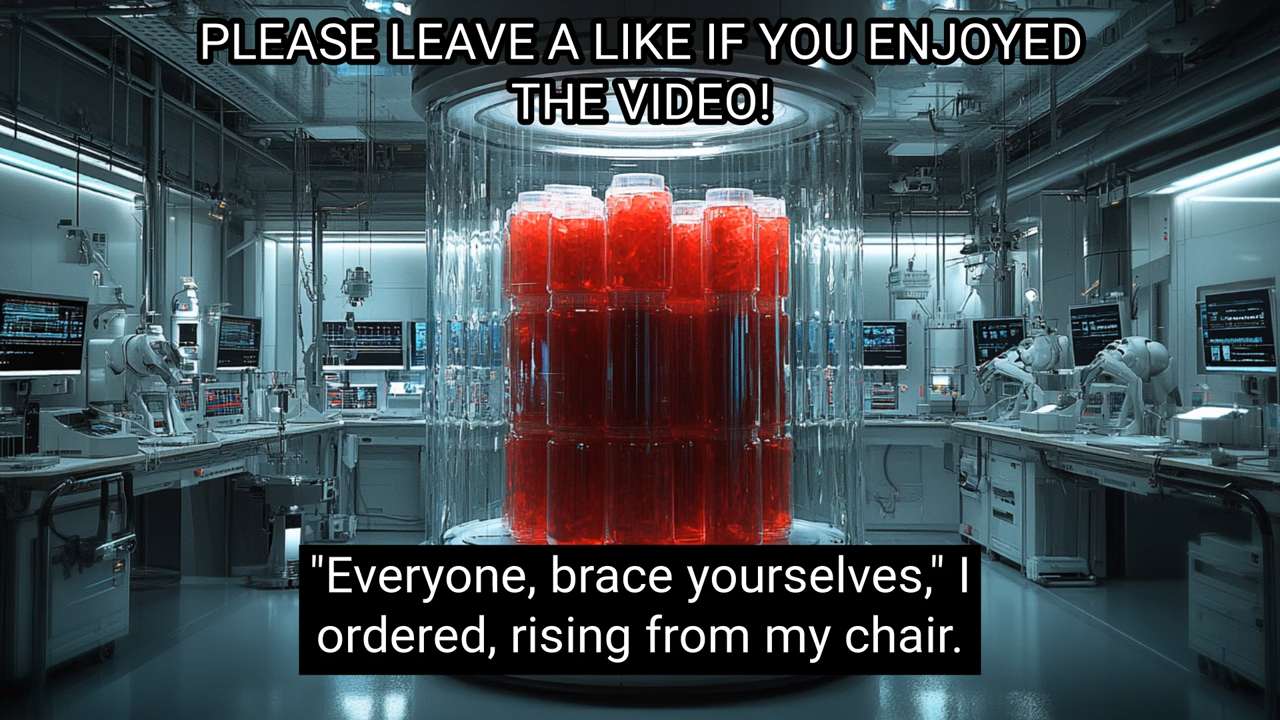 PLEASE LEAVE A LIKE IF YOU ENJOYED
THE VIDEO!
"Everyone, brace yourselves," I
ordered, rising from my chair.